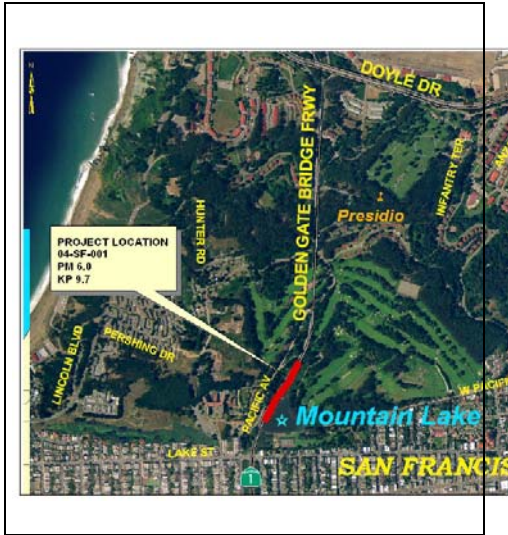 DOYLE DR
GOLDEN GATE BRIDGE FRWY
INFANTRY TER
Presidio
HUNTER RD
PROJECT LOCATION
04-SF-001
PM 6.0
KP 9.7
LINCOLN BLVD
PERSHING DR
PACIFIC AV
W PACIFI
Mountain Lake
LAKE ST
SAN FRANCIS
1